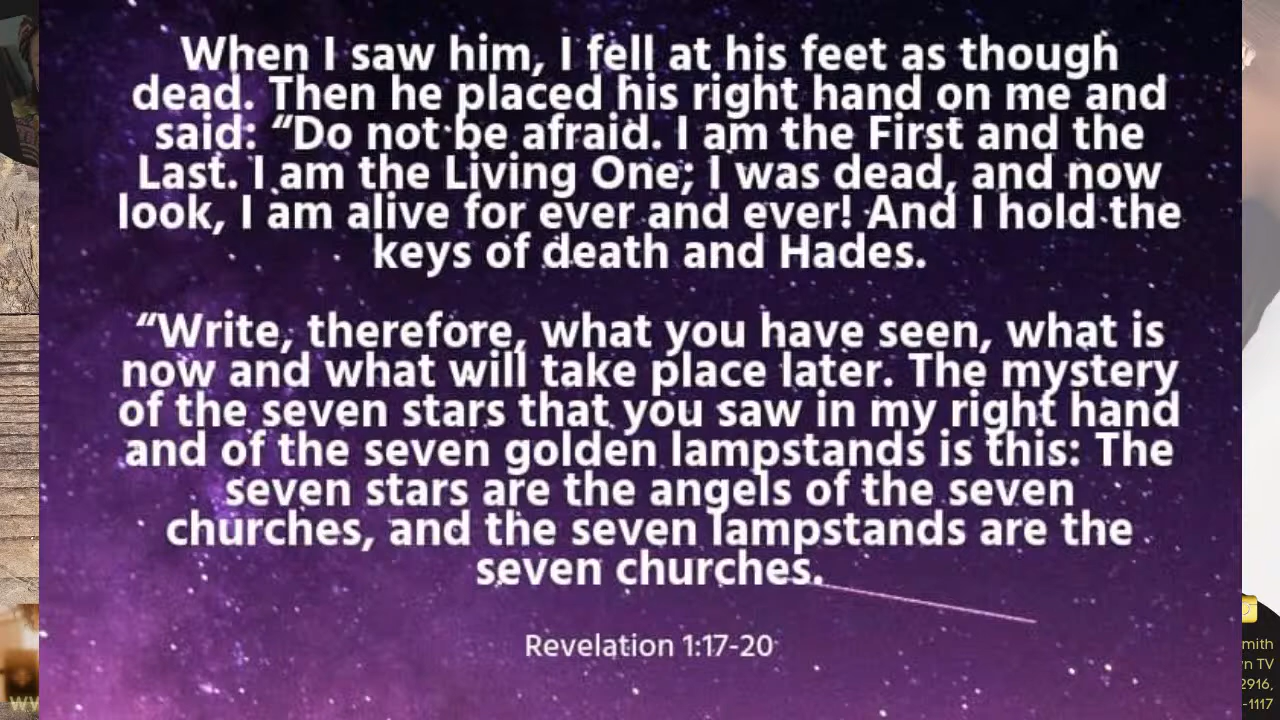 When I saw him, I fell at his feet as though
dead. Then he placed his right hand on me and
said: “Do not be afraid. I am the First and the
Last. I am the Living One; I was dead, and now
look, I am alive for ever and ever! And I hold the
keys of death and Hades.
“Write, therefore, what you have seen, what is
now and what will take place later. The mystery
of the seven stars that you saw in my right hand
and of the seven golden lampstands is this: The
seven stars are the angels of the seven
churches, and the seven lampstands are the
seven churches.
Revelation 1:17-20
mith
n TV
2916,
-1117